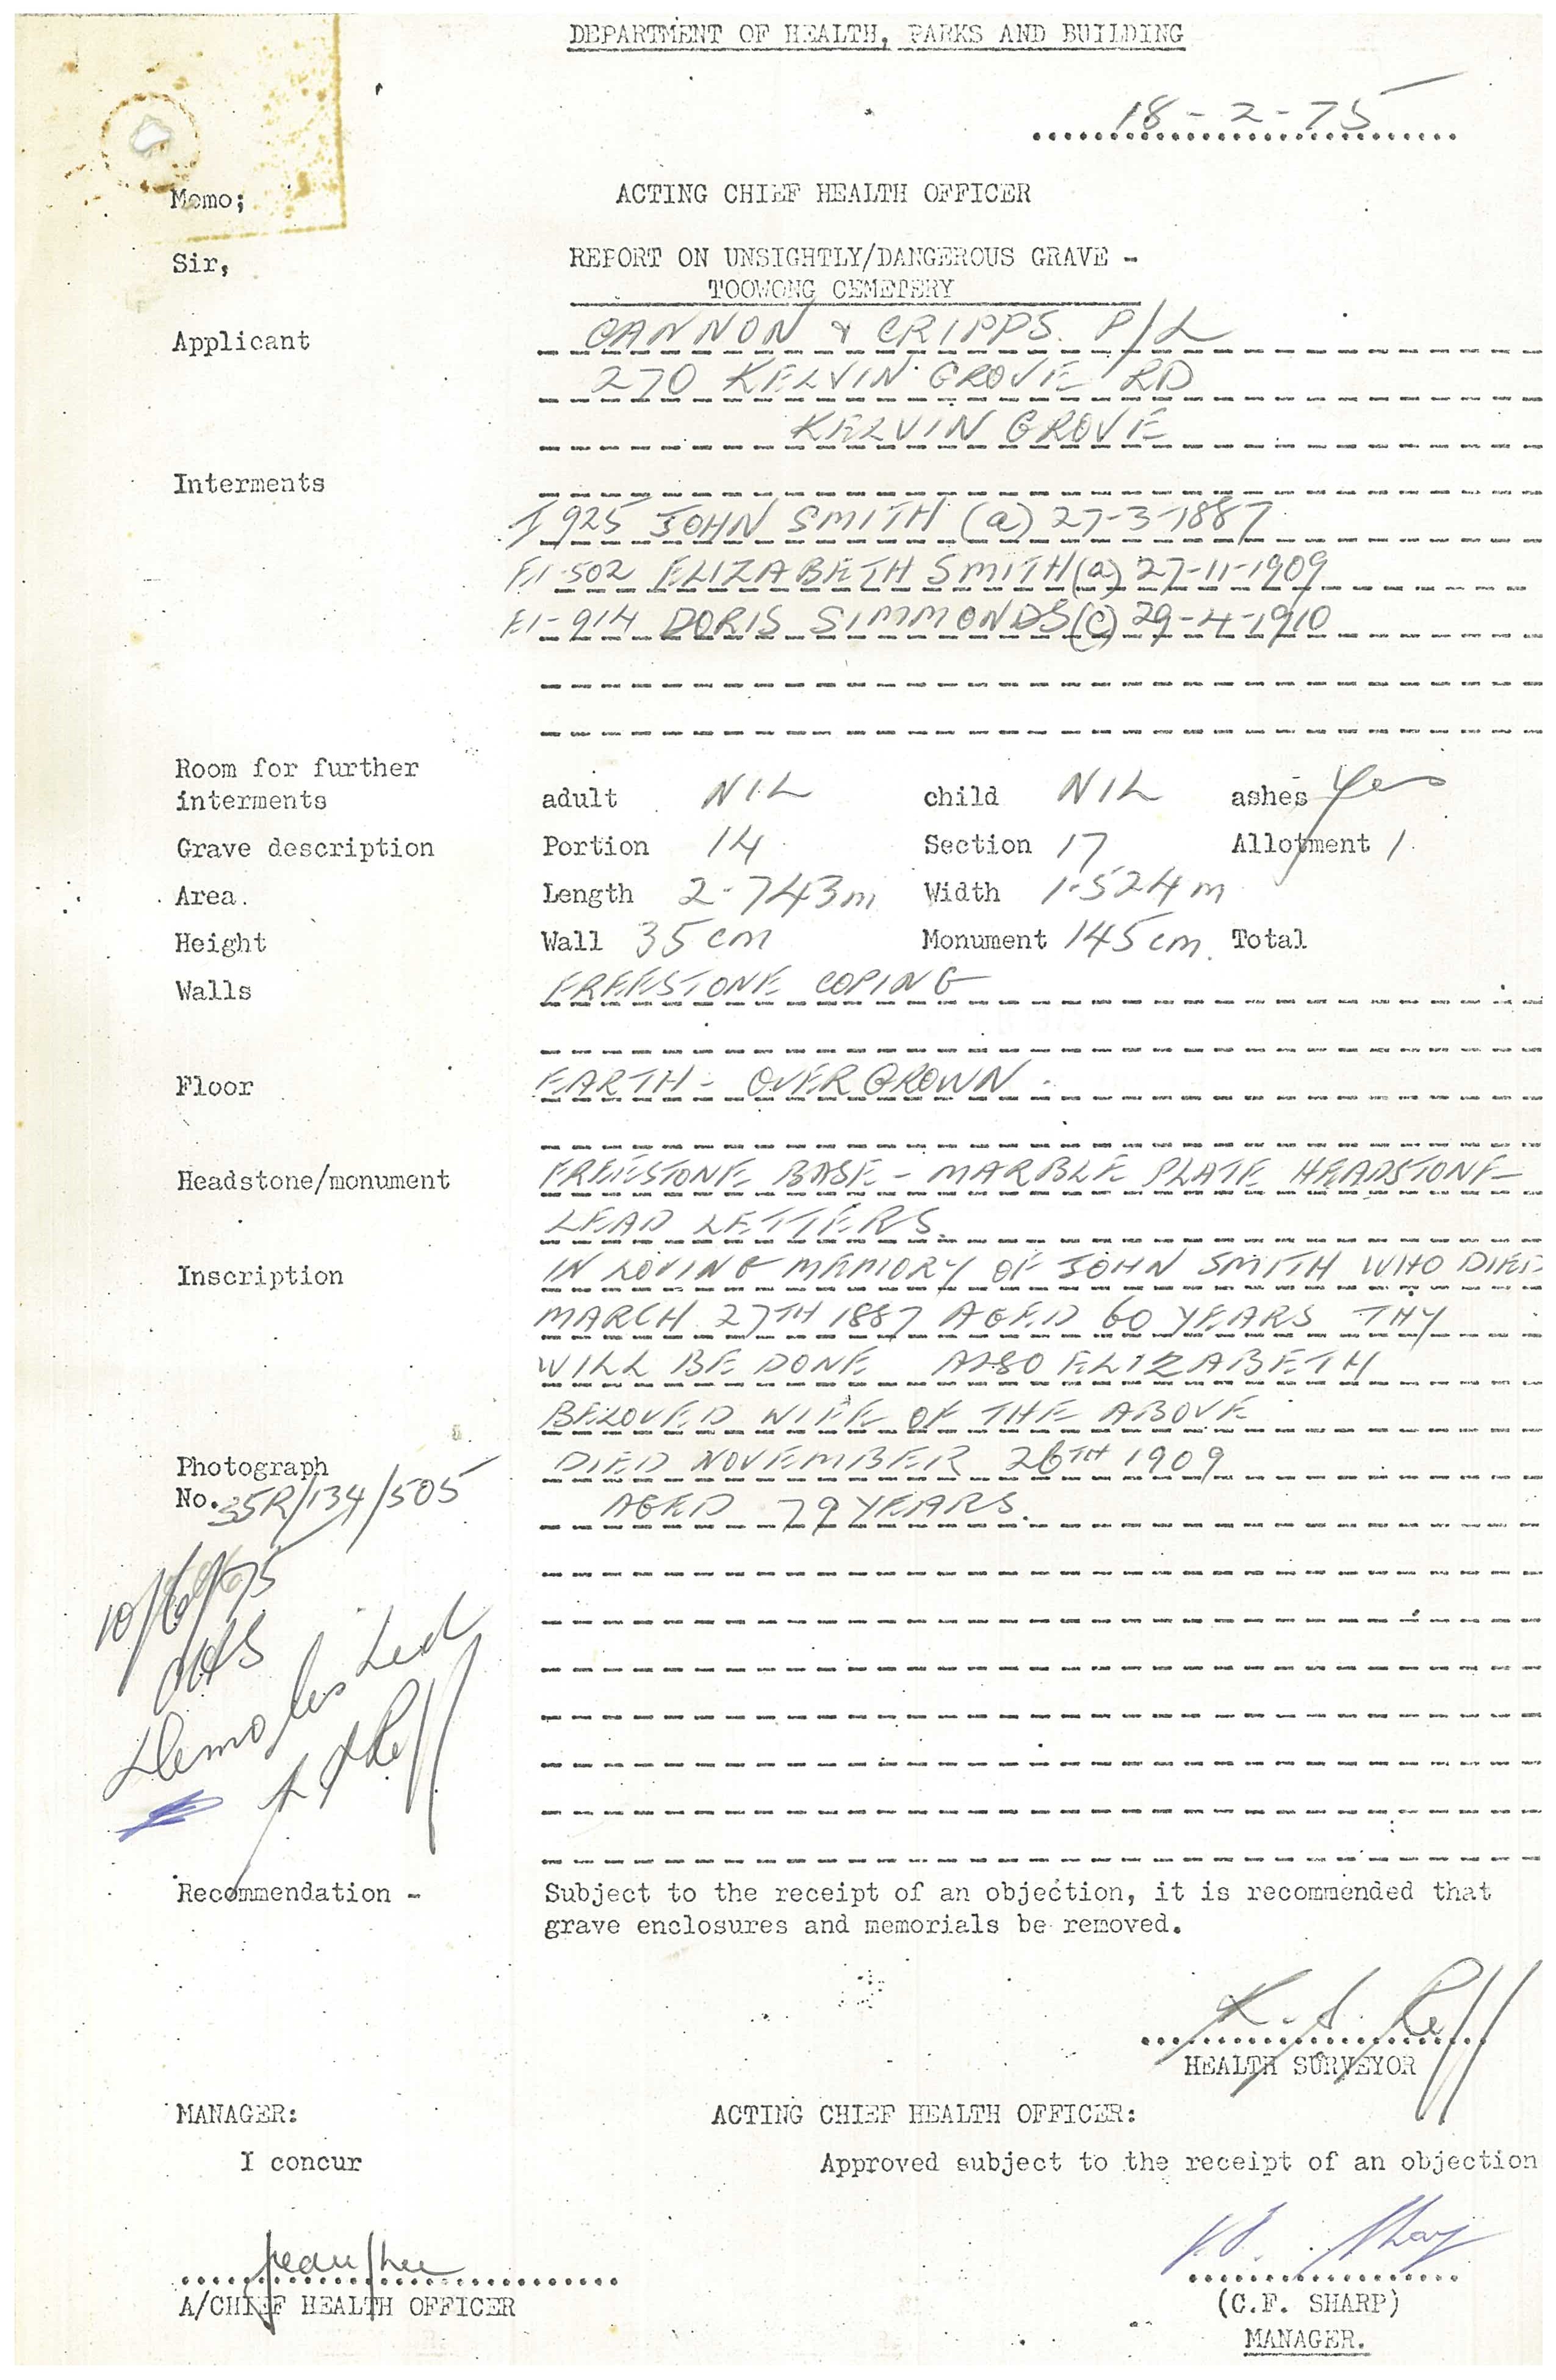 DEPARTMENT OF HEALTH, PARKS AND BUILDING
18-2-75
Memo; ACTING CHIEF HEALTH OFFICER
Sir, REPORT ON UNSIGHTLY/DANGEROUS GRAVE -
TOOWONG CEMETERY
Applicant CANNON & CRIPPS. P/L
270 KELVIN GROVE RD
KELVIN GROVE
Interments
J 925 JOHN SMITH (a) 27-3-1887
E1-502 ELIZABETH SMITH (a) 27-11-1909
E1-914 DORIS SIMMONDS (c) 29-4-1910
Room for further
interments adult NIL child NIL ashes Yes
Grave description Portion 14 Section 17 Allotment 1
Area. Length 2.743m Width 1.524m
Height Wall 35cm Monument 145cm. Total
Walls FREESTONE COPING
Floor EARTH - OVERGROWN.
Headstone/monument FREESTONE BASE - MARBLE PLATE HEADSTONE
LEAD LETTERS.
Inscription IN LOVING MEMORY OF JOHN SMITH WHO DIED
MARCH 27TH 1887 AGED 60 YEARS THY
WILL BE DONE ALSO ELIZABETH
BELOVED WIFE OF THE ABOVE
Photograph DIED NOVEMBER 26TH 1909
No. 35R/134/505 AGED 79 YEARS.
10/6/75
Demolished
Recommendation - Subject to the receipt of an objection, it is recommended that
grave enclosures and memorials be removed.
HEALTH SURVEYOR
MANAGER: ACTING CHIEF HEALTH OFFICER:
I concur Approved subject to the receipt of an objection
A/CHIEF HEALTH OFFICER (C.F. SHARP)
MANAGER.